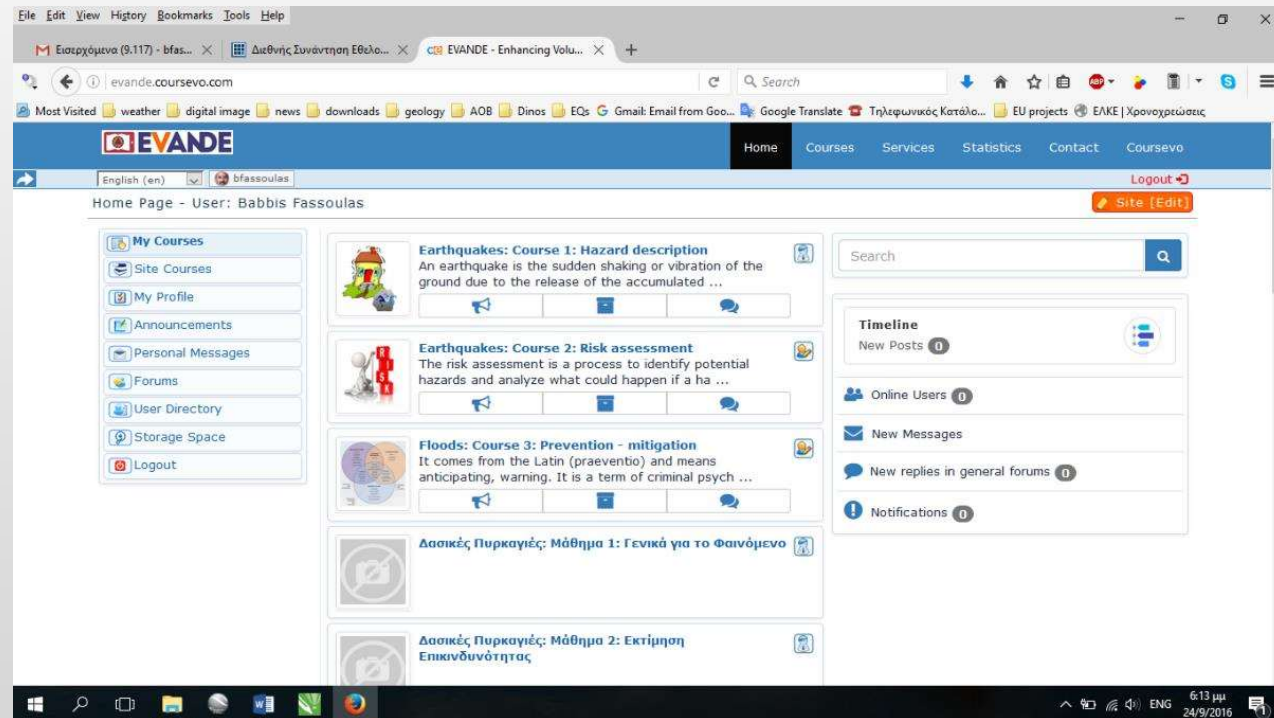 File Edit View History Bookmarks Tools Help
Εισερχόμενα (9.117) - bfas...
Διεθνής Συνάντηση Εθελο...
EVANDE - Enhancing Volu...
evande.coursevo.com
Search
Most Visited weather digital image news downloads geology AOB Dinos EQs Gmail: Email from Goo... Google Translate Τηλεφωνικός Κατάλο... EU projects ΕΛΚΕ | Χρονοχρεώσεις
EVANDE
Home Courses Services Statistics Contact Coursevo
English (en) bfassoulas Logout
Home Page - User: Babbis Fassoulas
Site [Edit]
My Courses
Site Courses
My Profile
Announcements
Personal Messages
Forums
User Directory
Storage Space
Logout
Earthquakes: Course 1: Hazard description
An earthquake is the sudden shaking or vibration of the
ground due to the release of the accumulated ...
RISK
Earthquakes: Course 2: Risk assessment
The risk assessment is a process to identify potential
hazards and analyze what could happen if a ha ...
Floods: Course 3: Prevention - mitigation
It comes from the Latin (praeventio) and means
anticipating, warning. It is a term of criminal psych ...
Δασικές Πυρκαγιές: Μάθημα 1: Γενικά για το Φαινόμενο
Δασικές Πυρκαγιές: Μάθημα 2: Εκτίμηση
Επικινδυνότητας
Search
Timeline
New Posts 0
Online Users 0
New Messages
New replies in general forums 0
Notifications 0
ENG
6:13 μμ
24/9/2016